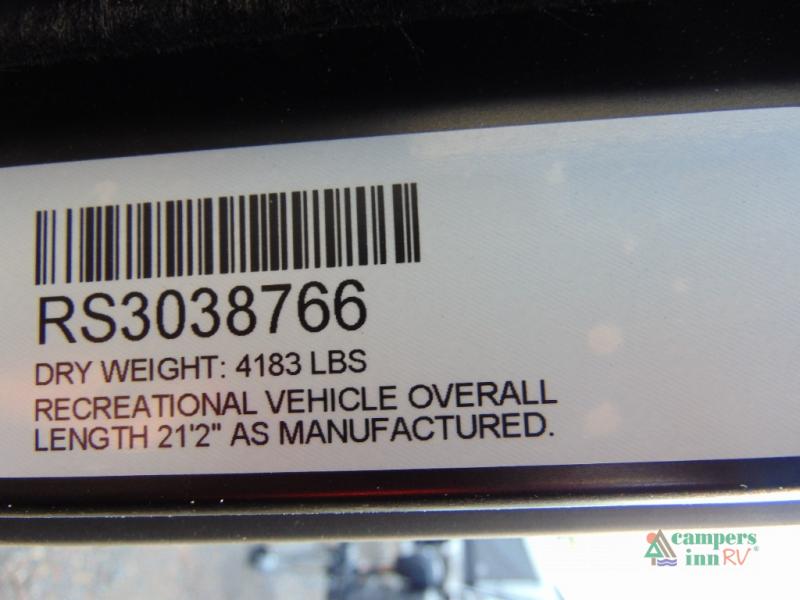 RS3038766
DRY WEIGHT: 4183 LBS
RECREATIONAL VEHICLE OVERALL
LENGTH 21'2" AS MANUFACTURED.
campers
inn RV®